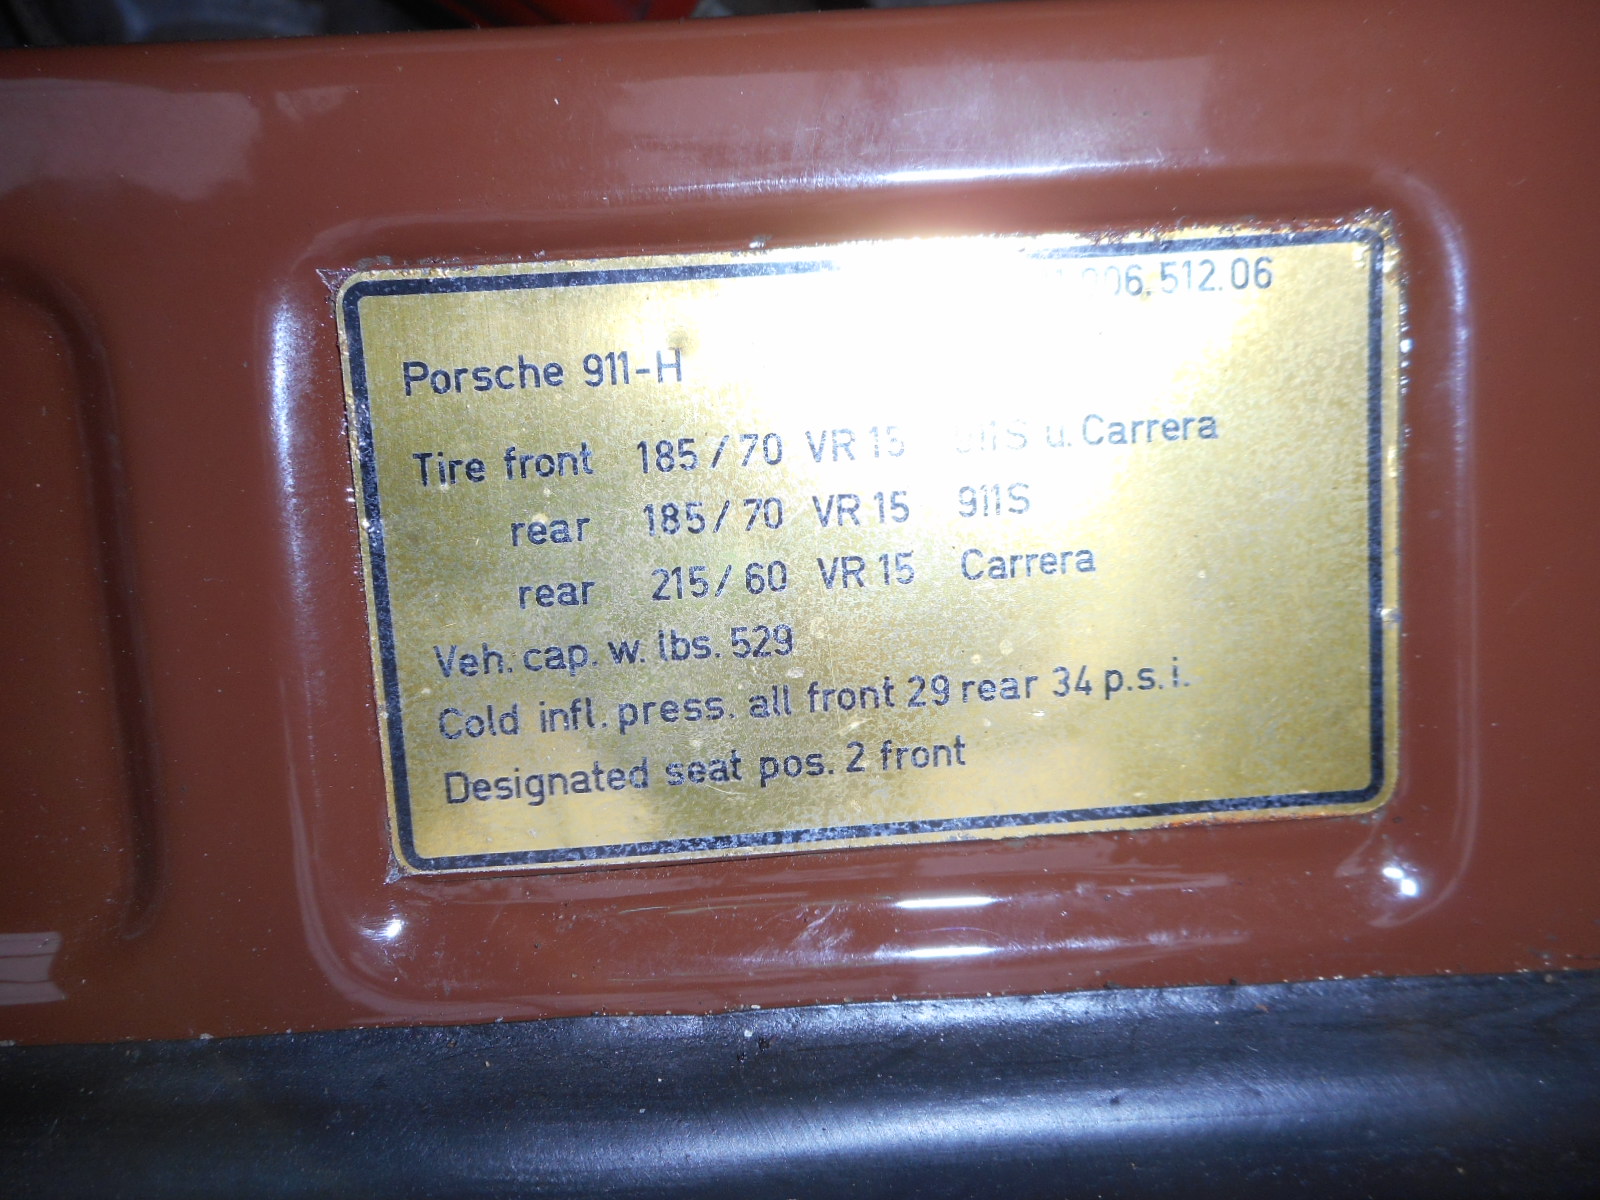 006.512.06
Porsche 911-H
Tire front 185/70 VR 15 911S u. Carrera
rear 185/70 VR 15 911S
rear 215/60 VR 15 Carrera
Veh. cap. w. lbs. 529
Cold infl. press. all front 29 rear 34 p.s.i.
Designated seat pos. 2 front